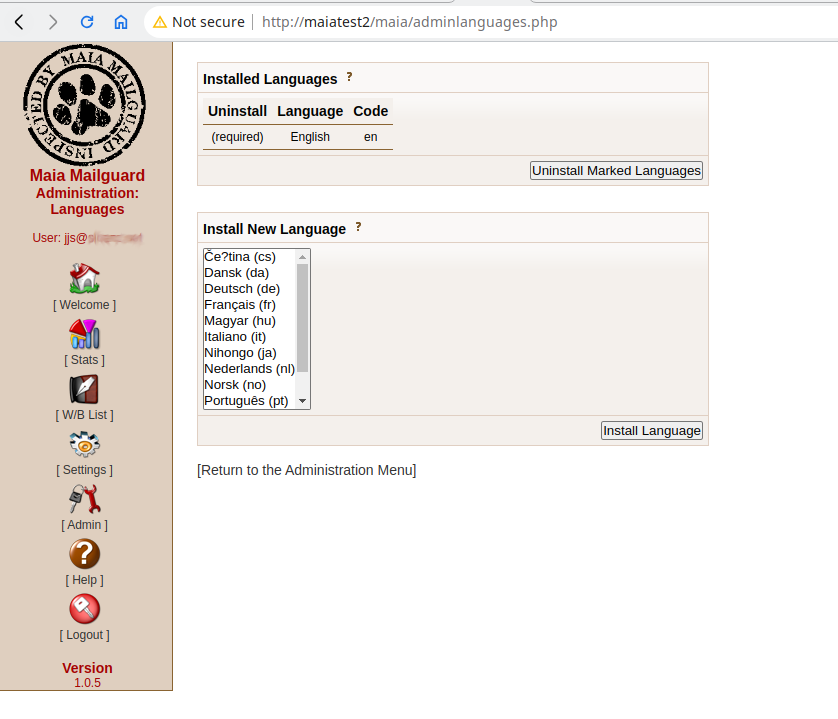 Not secure http://maiatest2/maia/adminlanguages.php
INSPECTED BY MAIA MAILGUARD
Maia Mailguard
Administration:
Languages
User: jjs@
[ Welcome ]
[ Stats ]
[ W/B List ]
[ Settings ]
[ Admin ]
[ Help ]
[ Logout ]
Version
1.0.5
Installed Languages ?
Uninstall Language Code
(required) English en
Uninstall Marked Languages
Install New Language ?
Če?tina (cs)
Dansk (da)
Deutsch (de)
Français (fr)
Magyar (hu)
Italiano (it)
Nihongo (ja)
Nederlands (nl)
Norsk (no)
Português (pt)
Install Language
[Return to the Administration Menu]